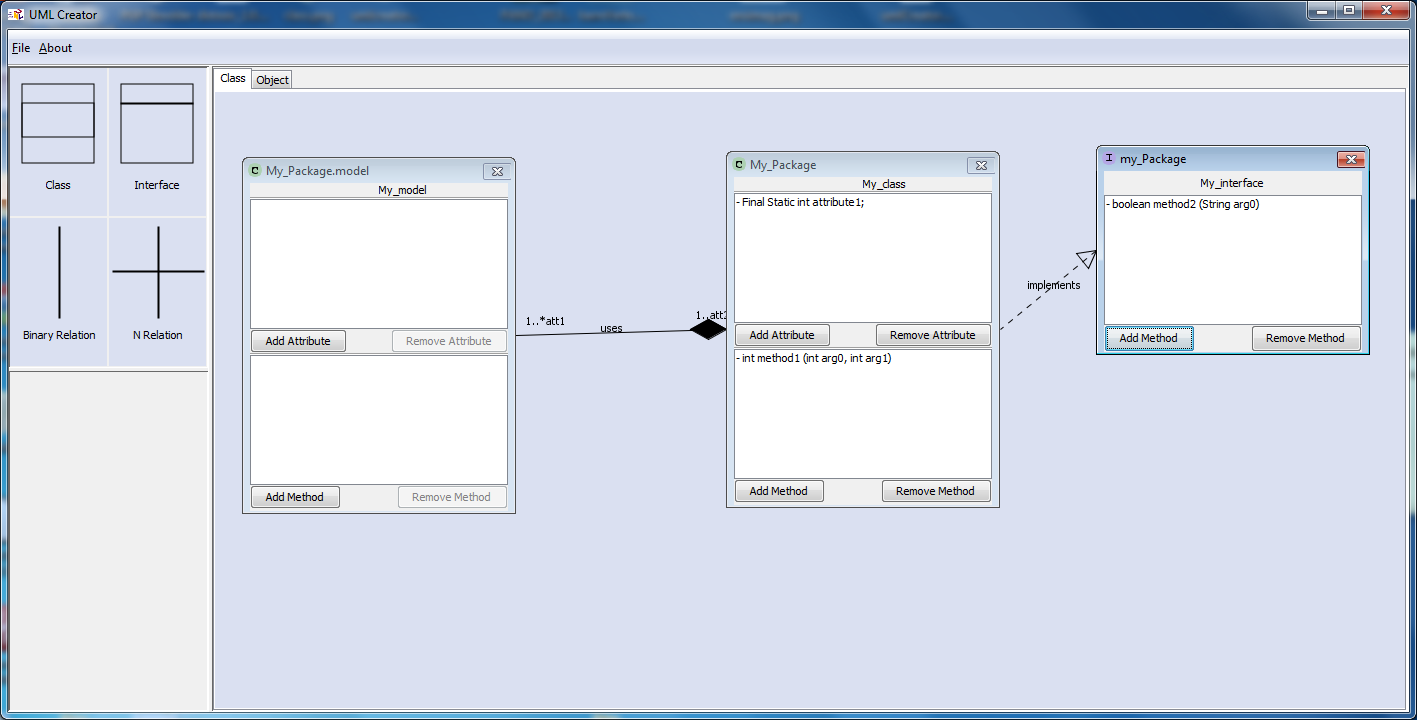 UML Creator
File About
Class Object
Class Interface
Binary Relation N Relation
My_Package.model
My_model
Add Attribute Remove Attribute
Add Method Remove Method
1..*att1
uses
1..att
My_Package
My_class
- Final Static int attribute1;
Add Attribute Remove Attribute
- int method1 (int arg0, int arg1)
Add Method Remove Method
implements
my_Package
My_interface
- boolean method2 (String arg0)
Add Method Remove Method